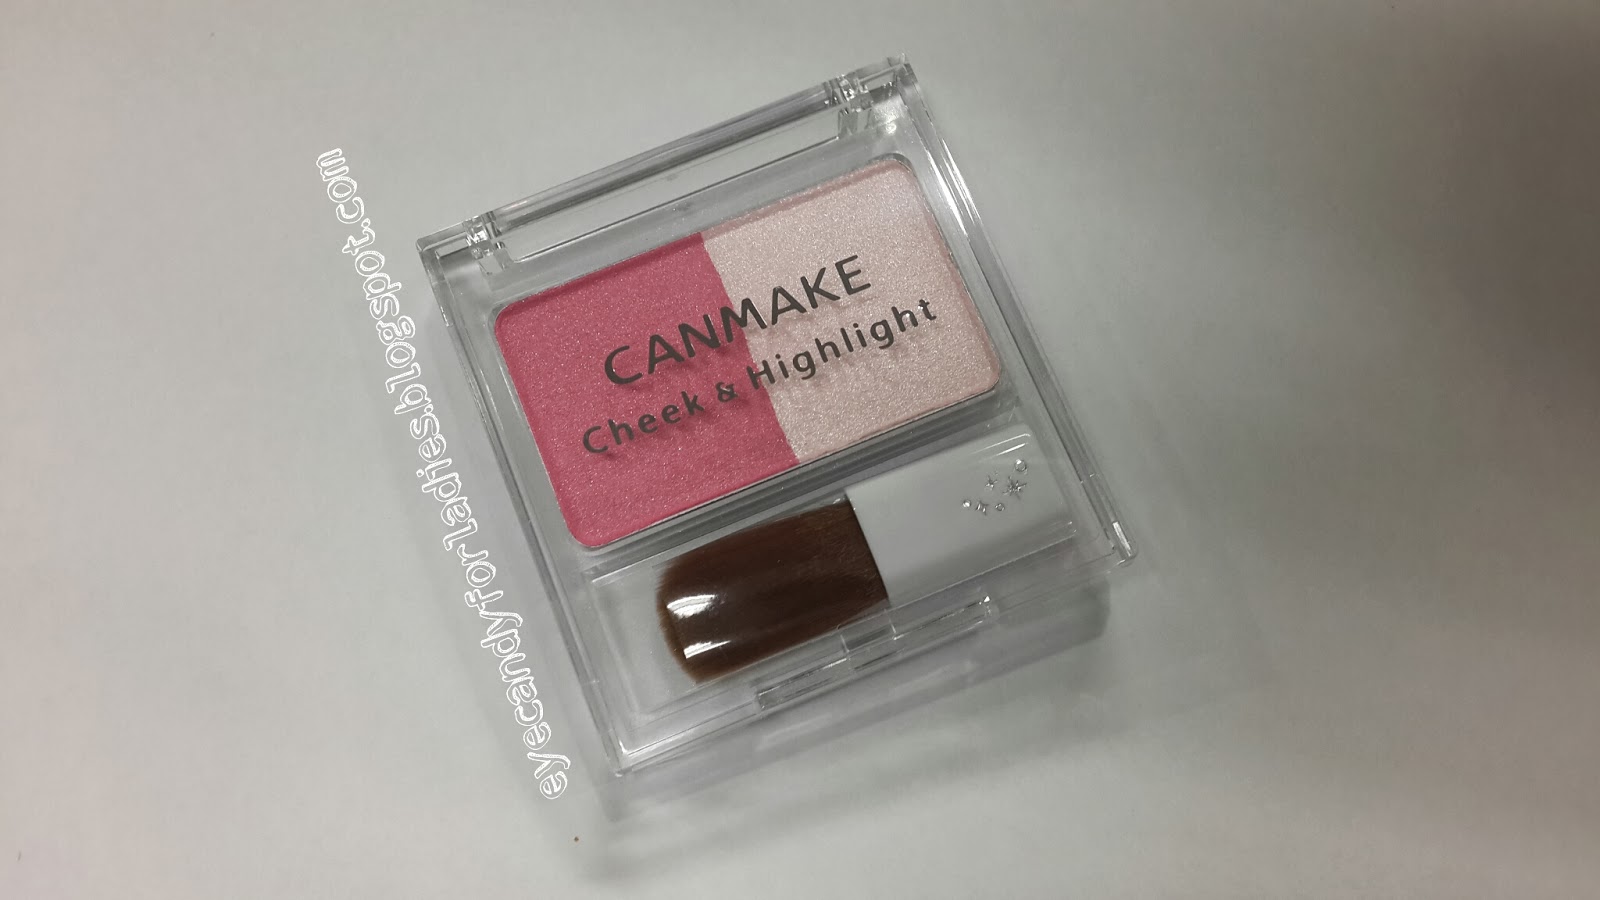 CANMAKE
Cheek & Highlight
eyecandyforladies.blogspot.com